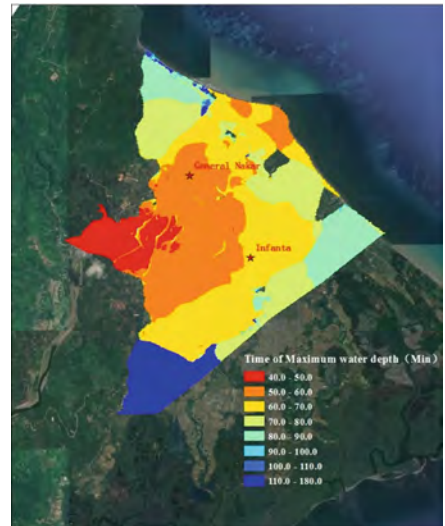 General Nakar
Infanta
Time of Maximum water depth（Min）
40.0 - 50.0
50.0 - 60.0
60.0 - 70.0
70.0 - 80.0
80.0 - 90.0
90.0 - 100.0
100.0 - 110.0
110.0 - 180.0